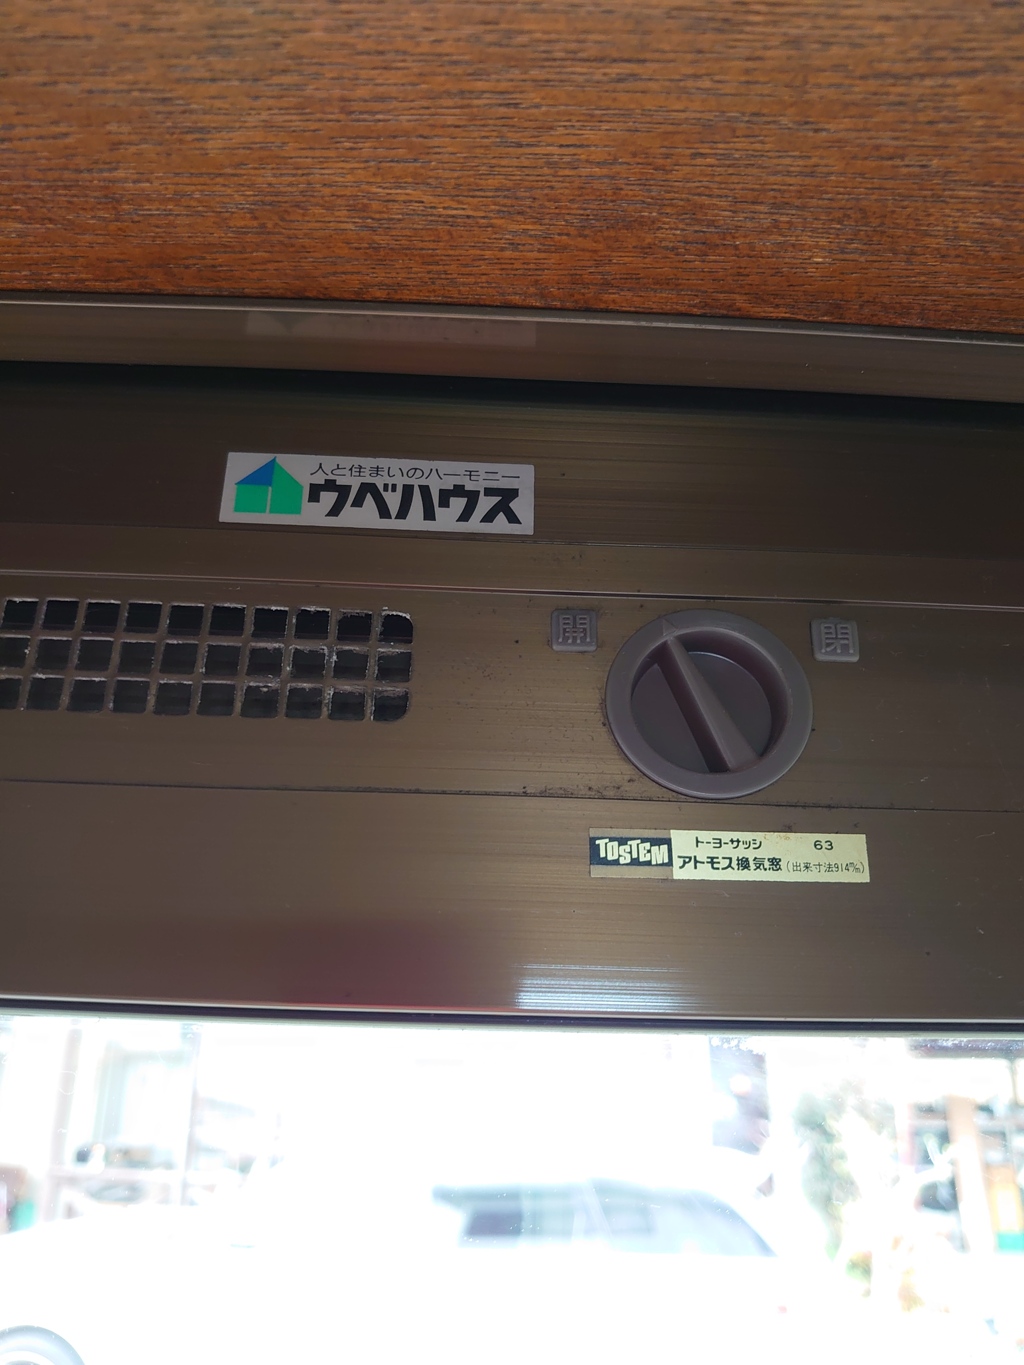 人と住まいのハーモニー
ウベハウス
開
閉
TOSTEM
トーヨーサッシ 63
アトモス換気窓(出来寸法914㎜)